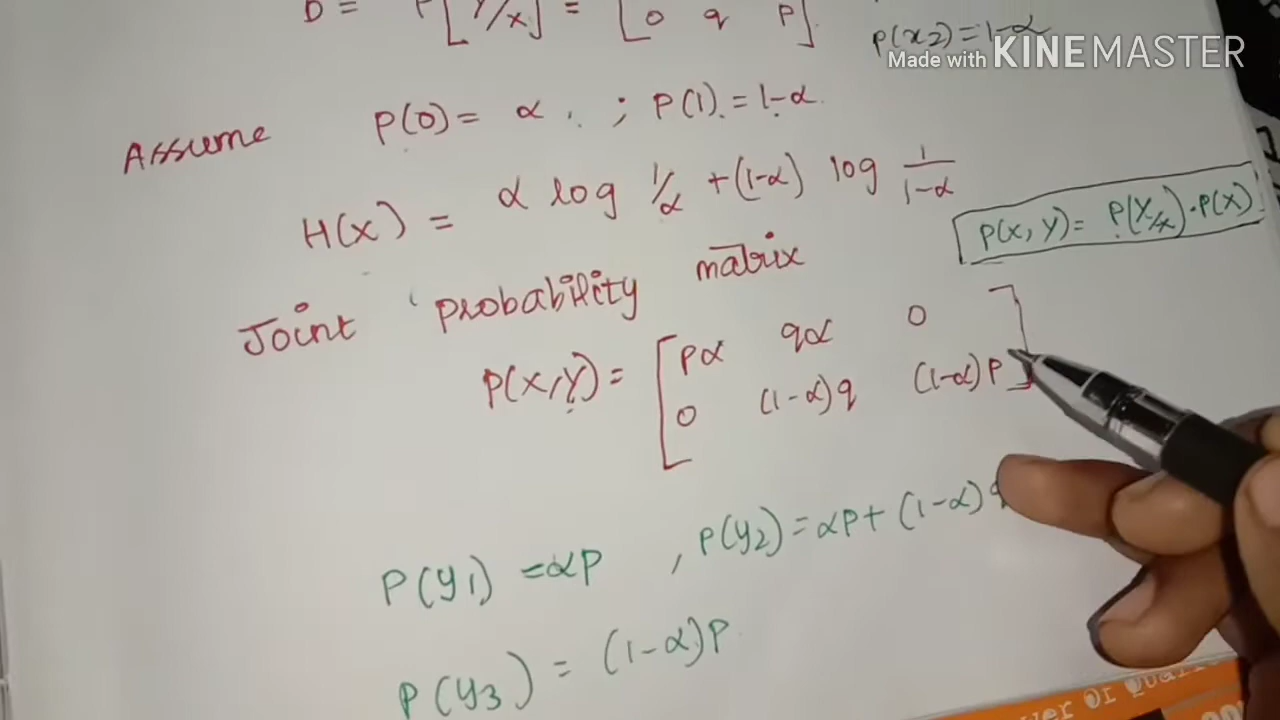 D = P[Y/X] = [0 q p]
P(x2)=1-α
Made with KINEMASTER
Assume P(0)= α ; P(1)=1-α
H(X) = α log 1/α +(1-α) log 1/1-α
P(X, Y)= P(Y/X)·P(X)
Joint probability matrix
P(X,Y)= [pα qα 0
0 (1-α)q (1-α)p]
P(y1) =αp , P(y2)=αp+(1-α)q
P(y3) = (1-α)p